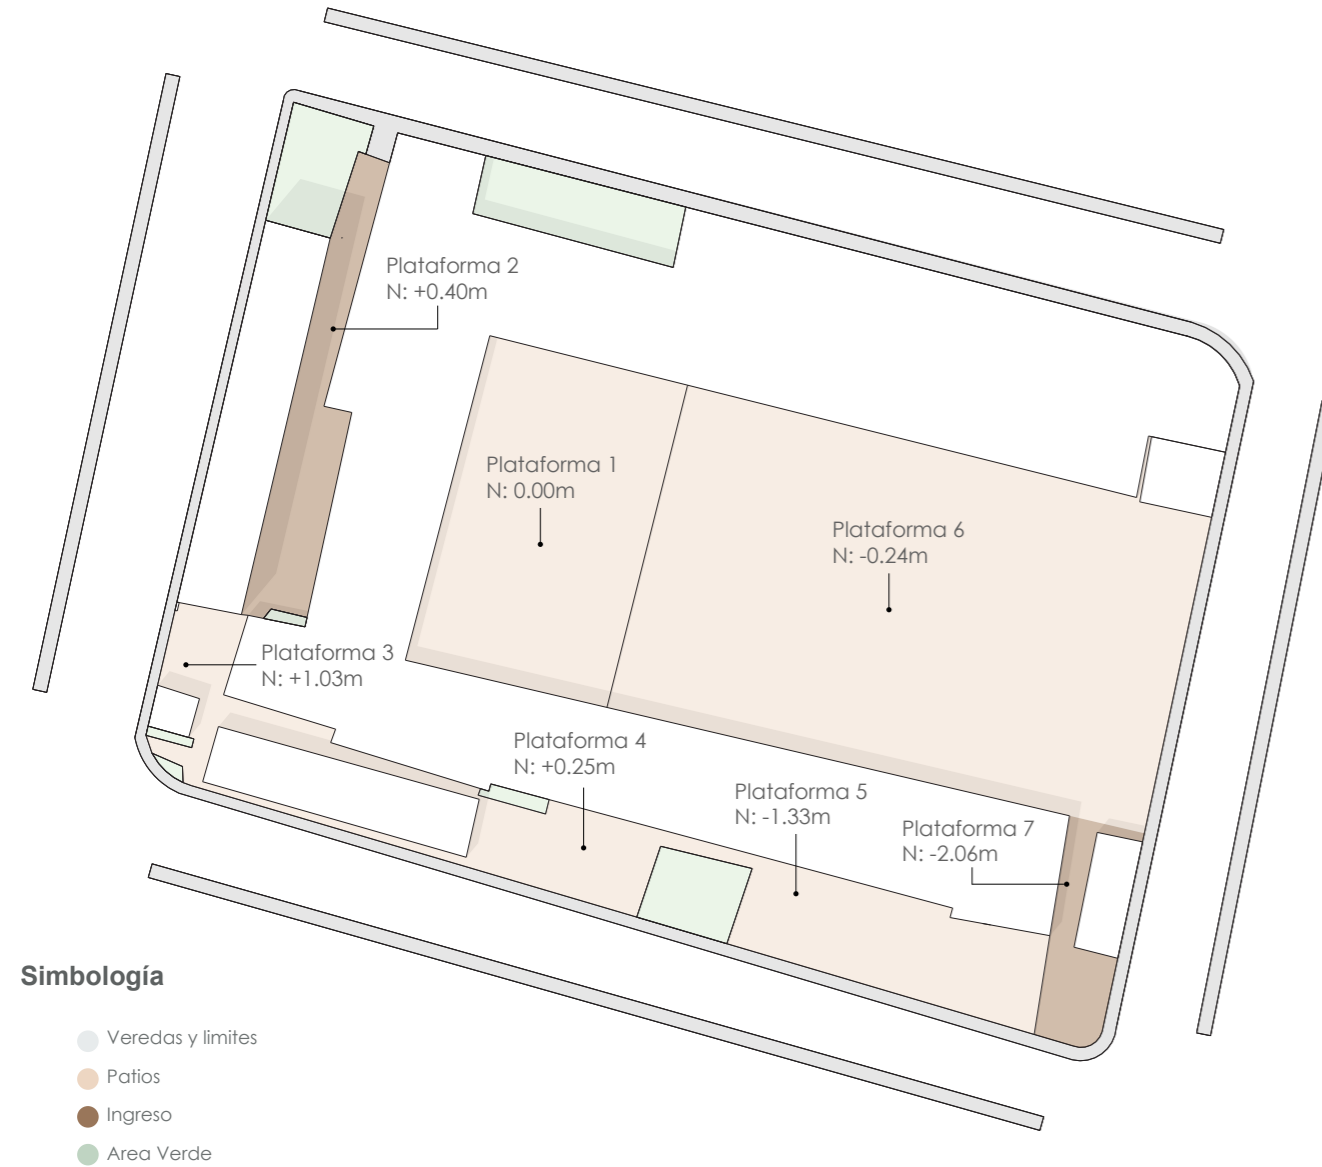 Plataforma 2
N: +0.40m
Plataforma 1
N: 0.00m
Plataforma 6
N: -0.24m
Plataforma 3
N: +1.03m
Plataforma 4
N: +0.25m
Plataforma 5
N: -1.33m
Plataforma 7
N: -2.06m
Simbología
Veredas y limites
Patios
Ingreso
Area Verde